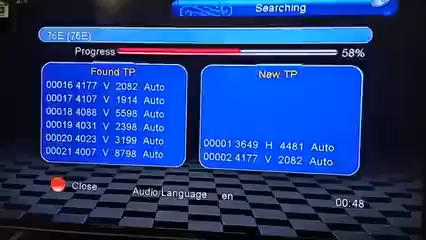 Searching
76E (76E)
Progress 58%
Found TP
00016 4177 V 2082 Auto
00017 4107 V 1914 Auto
00018 4088 V 5598 Auto
00019 4031 V 2398 Auto
00020 4023 V 3199 Auto
00021 4007 V 8798 Auto
New TP
00001 3649 H 4481 Auto
00002 4177 V 2082 Auto
Close
Audio/Language en
00:48